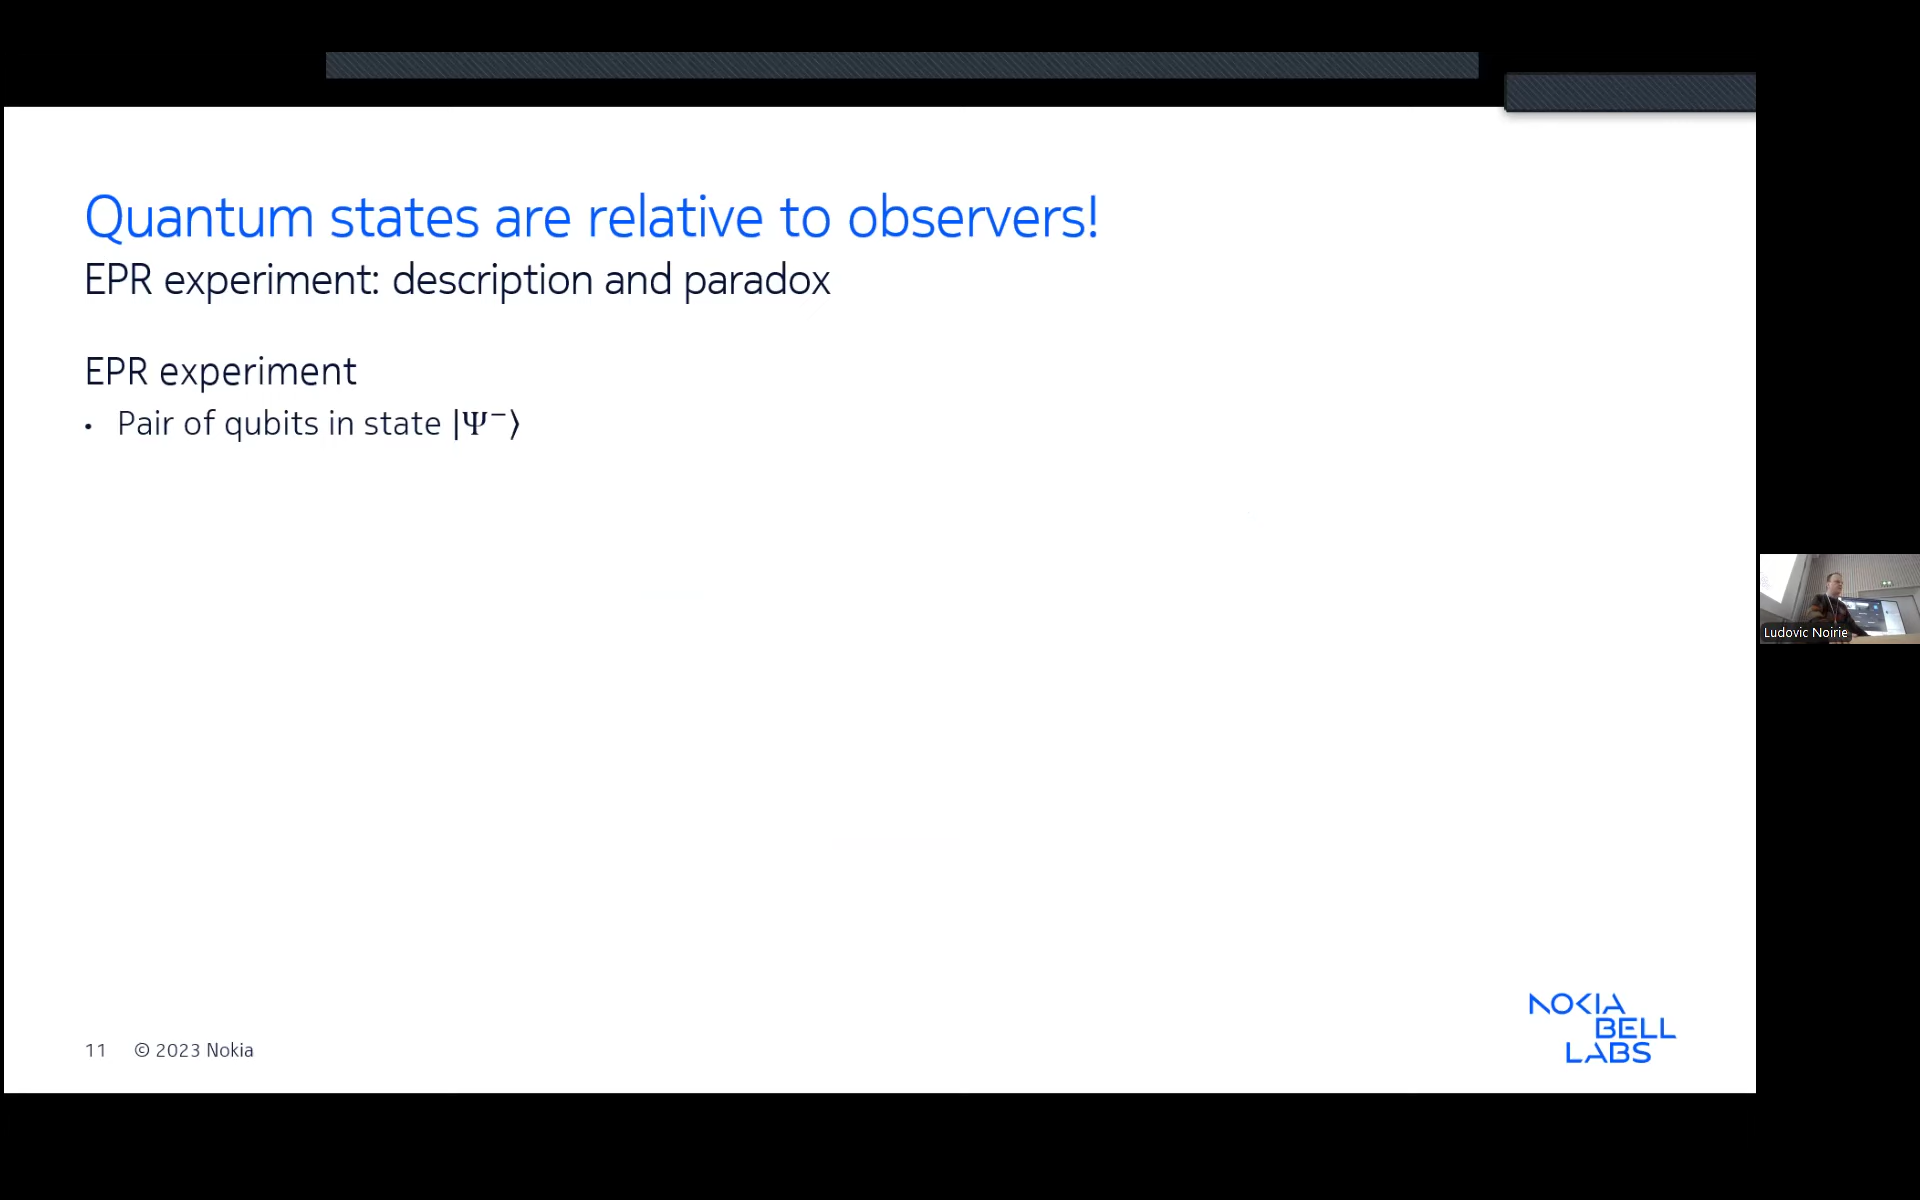 Quantum states are relative to observers!
EPR experiment: description and paradox
EPR experiment
• Pair of qubits in state |Ψ⁻⟩
Ludovic Noirie
NOKIA
BELL
LABS
11 © 2023 Nokia